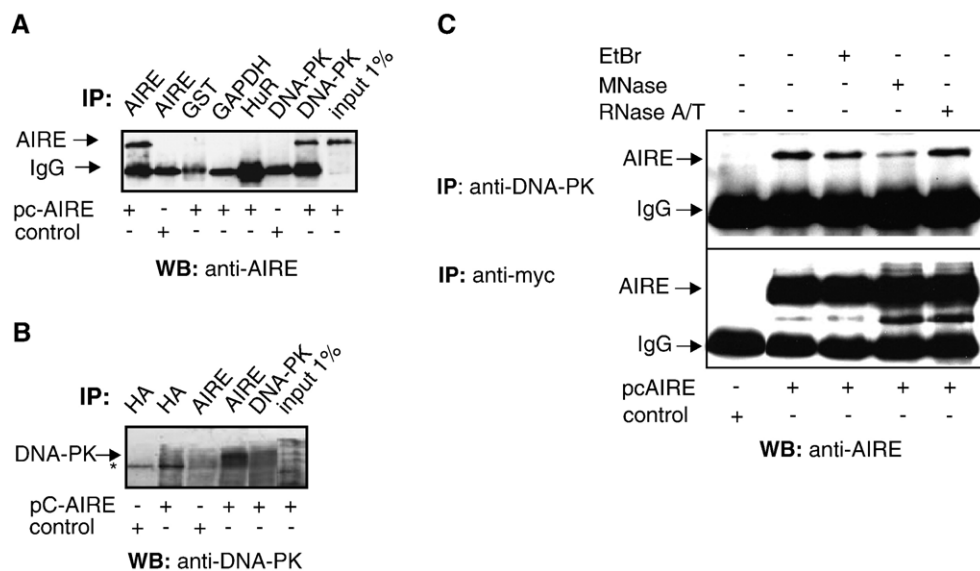 A
IP: AIRE AIRE GST GAPDH HuR DNA-PK DNA-PK input 1%
AIRE
IgG
pc-AIRE + - + + + - + +
control - + - - - + - -
WB: anti-AIRE
B
IP: HA HA AIRE AIRE DNA-PK input 1%
DNA-PK
*
pC-AIRE - + - + + +
control + - + - - -
WB: anti-DNA-PK
C
EtBr - - + - -
MNase - - - + -
RNase A/T - - - - +
IP: anti-DNA-PK
AIRE
IgG
IP: anti-myc
AIRE
IgG
pcAIRE - + + + +
control + - - - -
WB: anti-AIRE